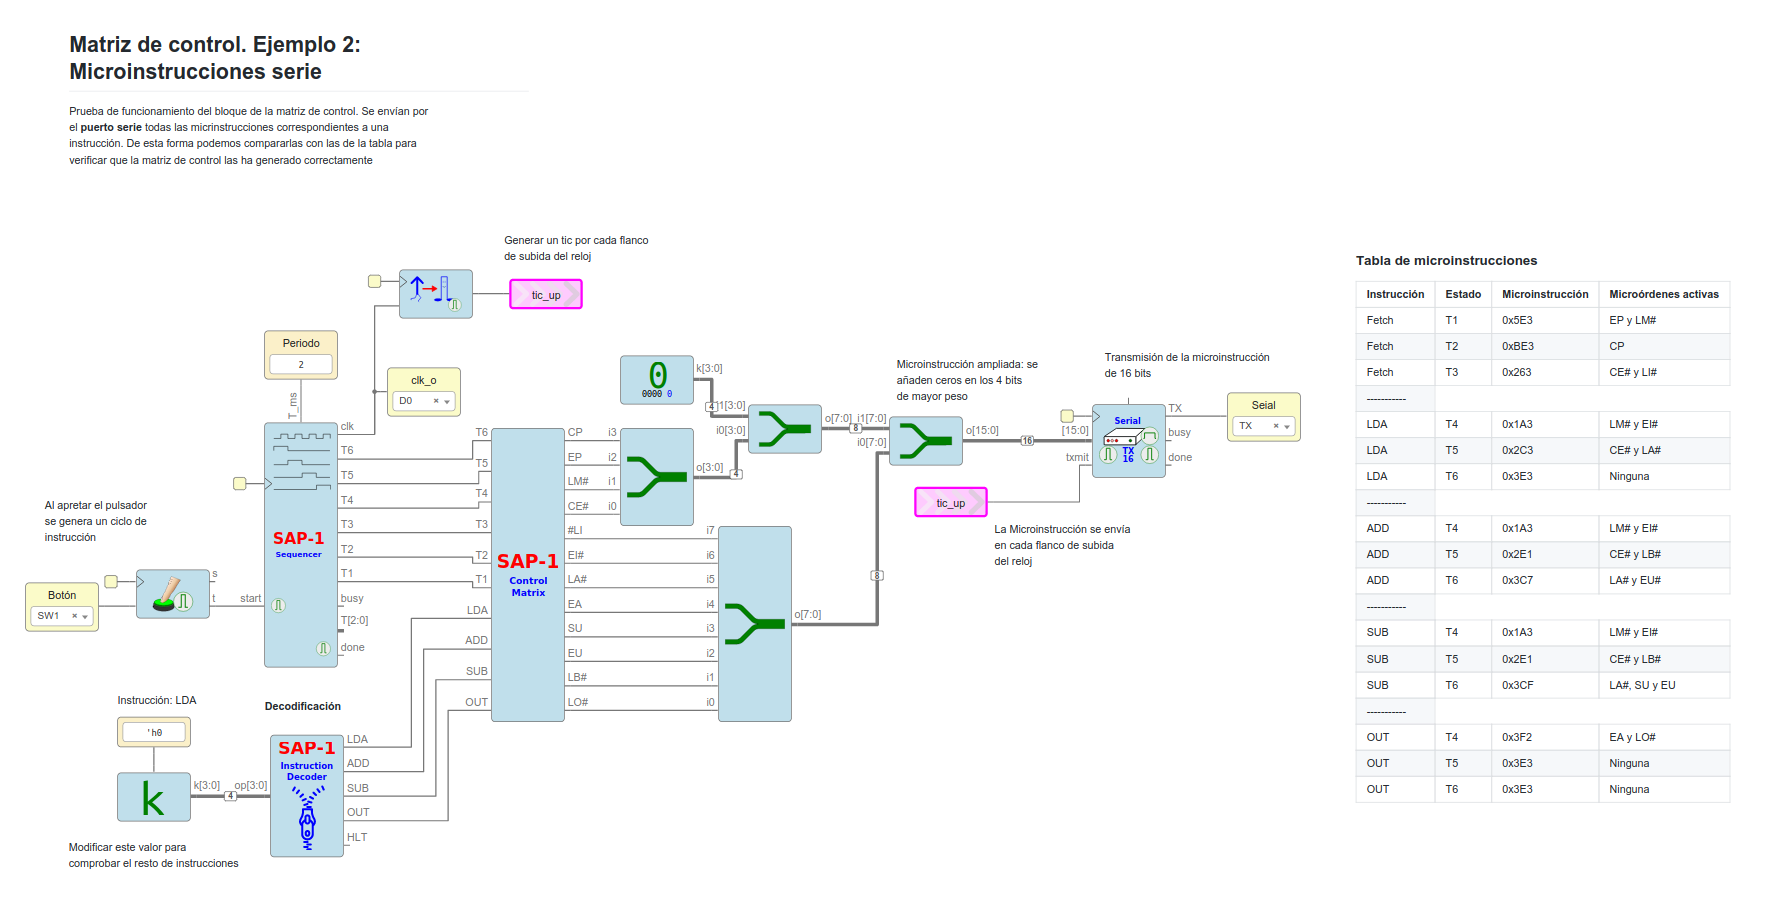 Matriz de control. Ejemplo 2:
Microinstrucciones serie
Prueba de funcionamiento del bloque de la matriz de control. Se envían por
el puerto serie todas las micrinstrucciones correspondientes a una
instrucción. De esta forma podemos compararlas con las de la tabla para
verificar que la matriz de control las ha generado correctamente
Generar un tic por cada flanco
de subida del reloj
tic_up
Periodo
2
T_ms
clk_o
D0
clk
T6
T5
T4
T3
T2
T1
busy
T[2:0]
done
SAP-1
Sequencer
start
Al apretar el pulsador
se genera un ciclo de
instrucción
Botón
SW1
s
t
Instrucción: LDA
'h0
k
k[3:0]
4
op[3:0]
Modificar este valor para
comprobar el resto de instrucciones
Decodificación
SAP-1
Instruction
Decoder
LDA
ADD
SUB
OUT
HLT
T6
T5
T4
T3
T2
T1
LDA
ADD
SUB
OUT
SAP-1
Control
Matrix
CP
EP
LM#
CE#
#LI
EI#
LA#
EA
SU
EU
LB#
LO#
i3
i2
i1
i0
o[3:0]
4
i7
i6
i5
i4
i3
i2
i1
i0
o[7:0]
8
0
0000 0
k[3:0]
4
i1[3:0]
i0[3:0]
o[7:0]
8
i1[7:0]
i0[7:0]
o[15:0]
16
Microinstrucción ampliada: se
añaden ceros en los 4 bits
de mayor peso
tic_up
Transmisión de la microinstrucción
de 16 bits
[15:0]
txmit
Serial
TX
16
TX
busy
done
Seial
TX
La Microinstrucción se envía
en cada flanco de subida
del reloj
Tabla de microinstrucciones
Instrucción Estado Microinstrucción Microórdenes activas
Fetch T1 0x5E3 EP y LM#
Fetch T2 0xBE3 CP
Fetch T3 0x263 CE# y LI#
-----------
LDA T4 0x1A3 LM# y EI#
LDA T5 0x2C3 CE# y LA#
LDA T6 0x3E3 Ninguna
-----------
ADD T4 0x1A3 LM# y EI#
ADD T5 0x2E1 CE# y LB#
ADD T6 0x3C7 LA# y EU#
-----------
SUB T4 0x1A3 LM# y EI#
SUB T5 0x2E1 CE# y LB#
SUB T6 0x3CF LA#, SU y EU
-----------
OUT T4 0x3F2 EA y LO#
OUT T5 0x3E3 Ninguna
OUT T6 0x3E3 Ninguna